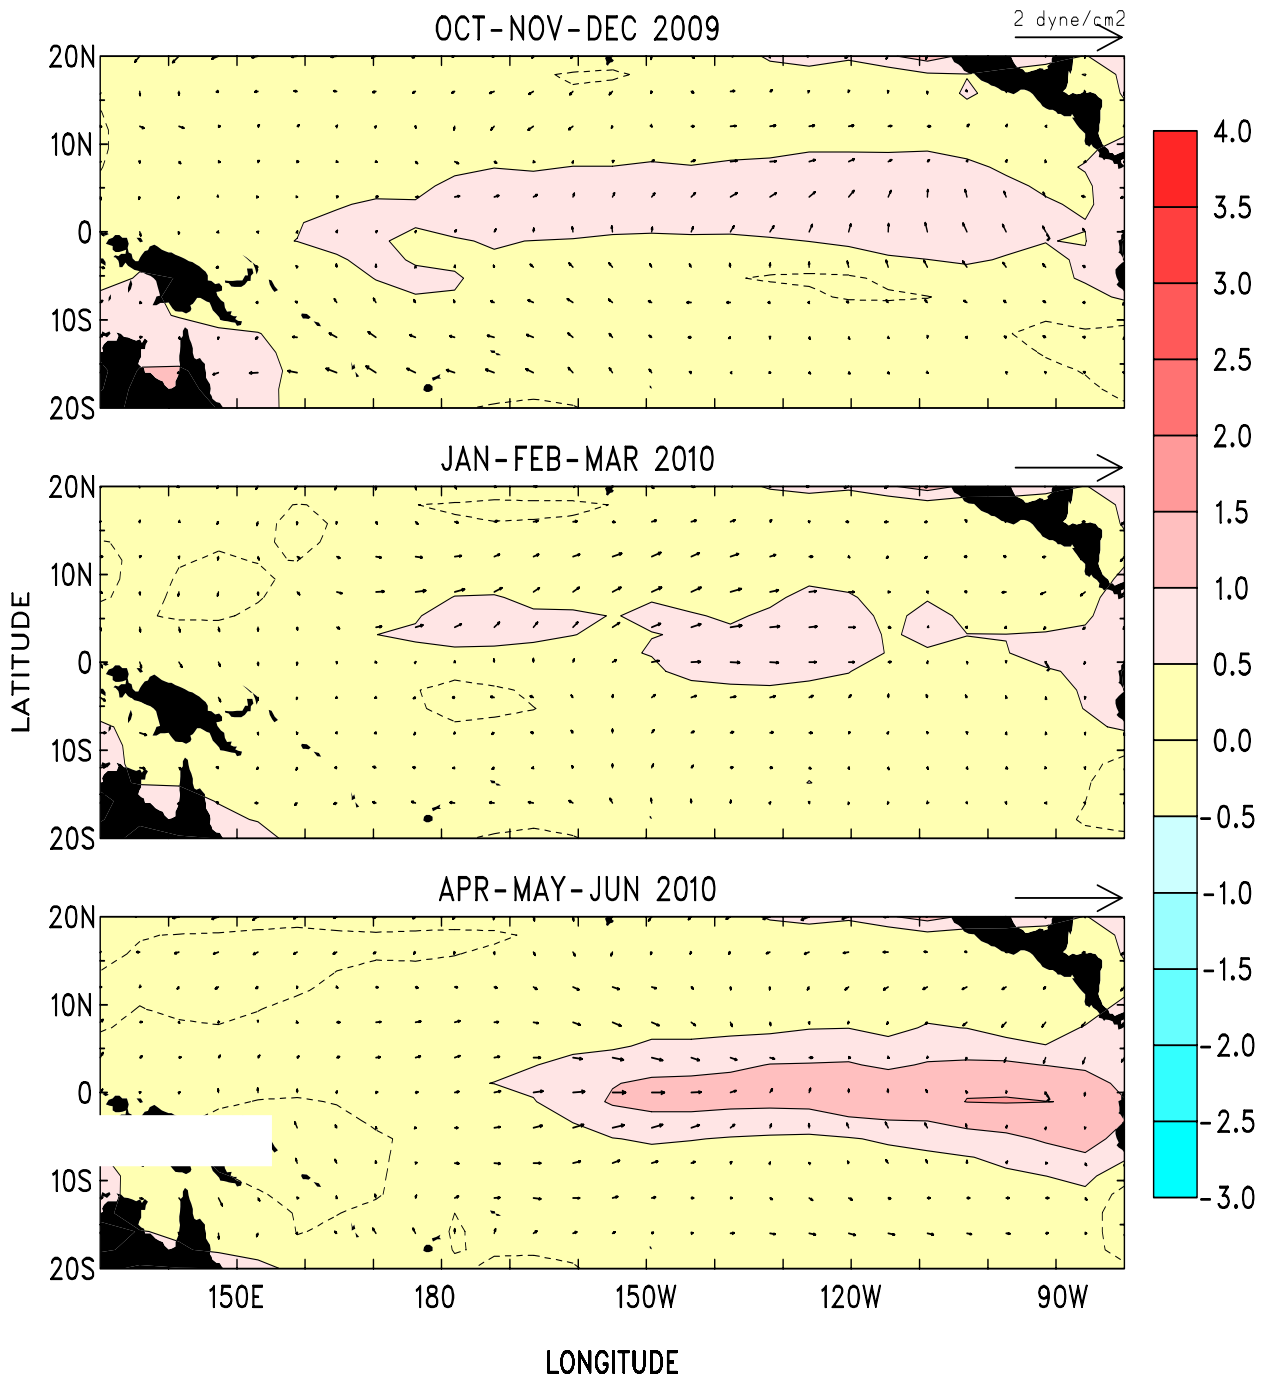 OCT-NOV-DEC 2009
2 dyne/cm2
20N
10N
0
10S
20S
JAN-FEB-MAR 2010
20N
10N
0
10S
20S
LATITUDE
APR-MAY-JUN 2010
20N
10N
0
10S
20S
150E 180 150W 120W 90W
LONGITUDE
4.0
3.5
3.0
2.5
2.0
1.5
1.0
0.5
0.0
-0.5
-1.0
-1.5
-2.0
-2.5
-3.0